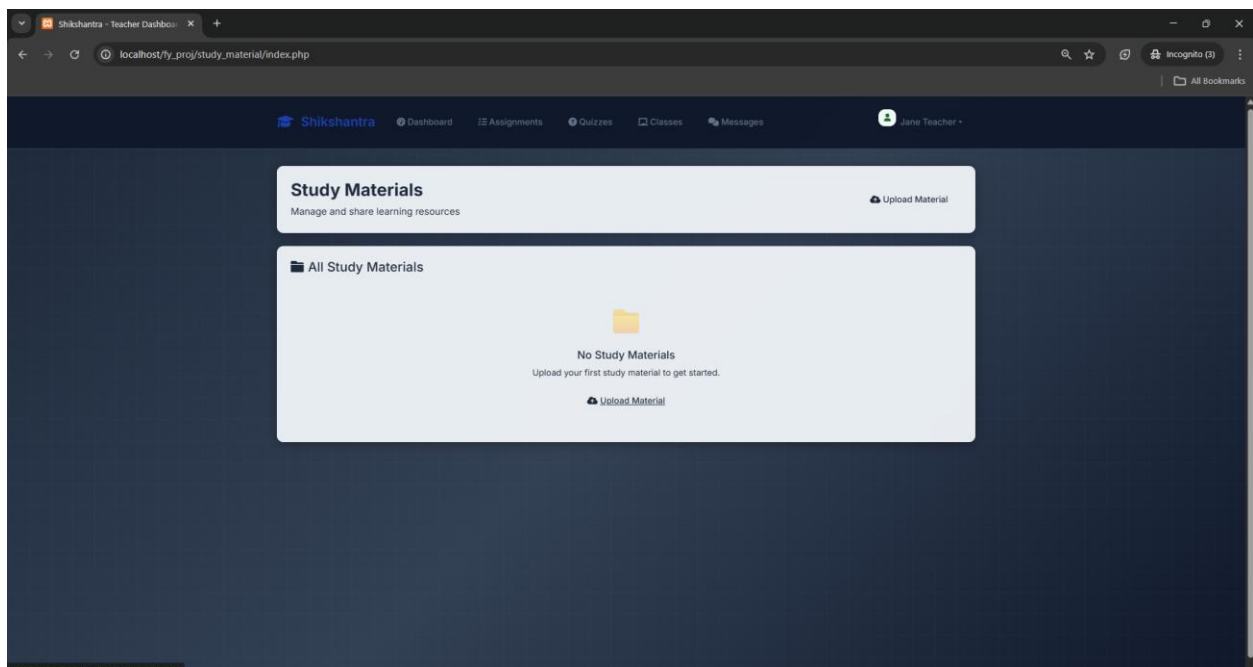 Shikshantra - Teacher Dashboa
localhost/fy_proj/study_material/index.php
Incognito (3)
All Bookmarks
Shikshantra Dashboard Assignments Quizzes Classes Messages Jane Teacher
Study Materials
Manage and share learning resources
Upload Material
All Study Materials
No Study Materials
Upload your first study material to get started.
Upload Material